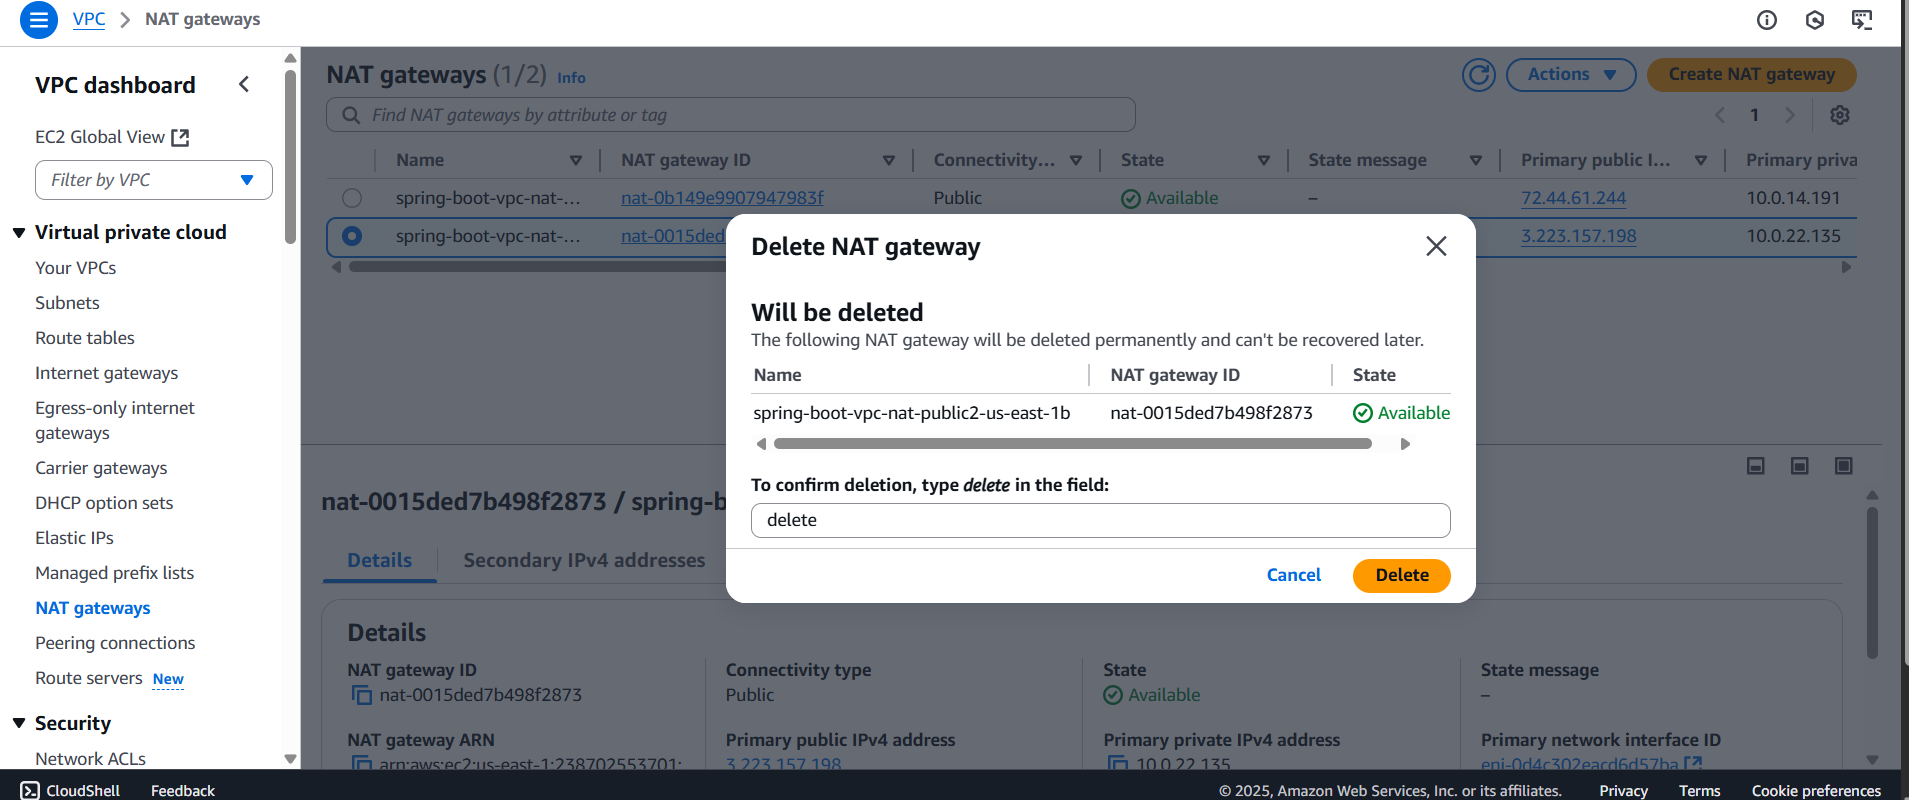 VPC > NAT gateways
VPC dashboard
EC2 Global View
Filter by VPC
Virtual private cloud
Your VPCs
Subnets
Route tables
Internet gateways
Egress-only internet
gateways
Carrier gateways
DHCP option sets
Elastic IPs
Managed prefix lists
NAT gateways
Peering connections
Route servers New
Security
Network ACLs
NAT gateways (1/2) Info
Actions
Create NAT gateway
Find NAT gateways by attribute or tag
1
Name NAT gateway ID Connectivity... State State message Primary public I... Primary priva
spring-boot-vpc-nat-... nat-0b149e9907947983f Public Available – 72.44.61.244 10.0.14.191
spring-boot-vpc-nat-... nat-0015ded 3.223.157.198 10.0.22.135
Delete NAT gateway
Will be deleted
The following NAT gateway will be deleted permanently and can't be recovered later.
Name NAT gateway ID State
spring-boot-vpc-nat-public2-us-east-1b nat-0015ded7b498f2873 Available
To confirm deletion, type delete in the field:
delete
Cancel Delete
nat-0015ded7b498f2873 / spring-b
Details Secondary IPv4 addresses
Details
NAT gateway ID Connectivity type State State message
nat-0015ded7b498f2873 Public Available –
NAT gateway ARN Primary public IPv4 address Primary private IPv4 address Primary network interface ID
arn:aws:ec2:us-east-1:238702553701: 3.223.157.198 10.0.22.135 eni-0d4c302eacd6d57ba
CloudShell Feedback © 2025, Amazon Web Services, Inc. or its affiliates. Privacy Terms Cookie preferences